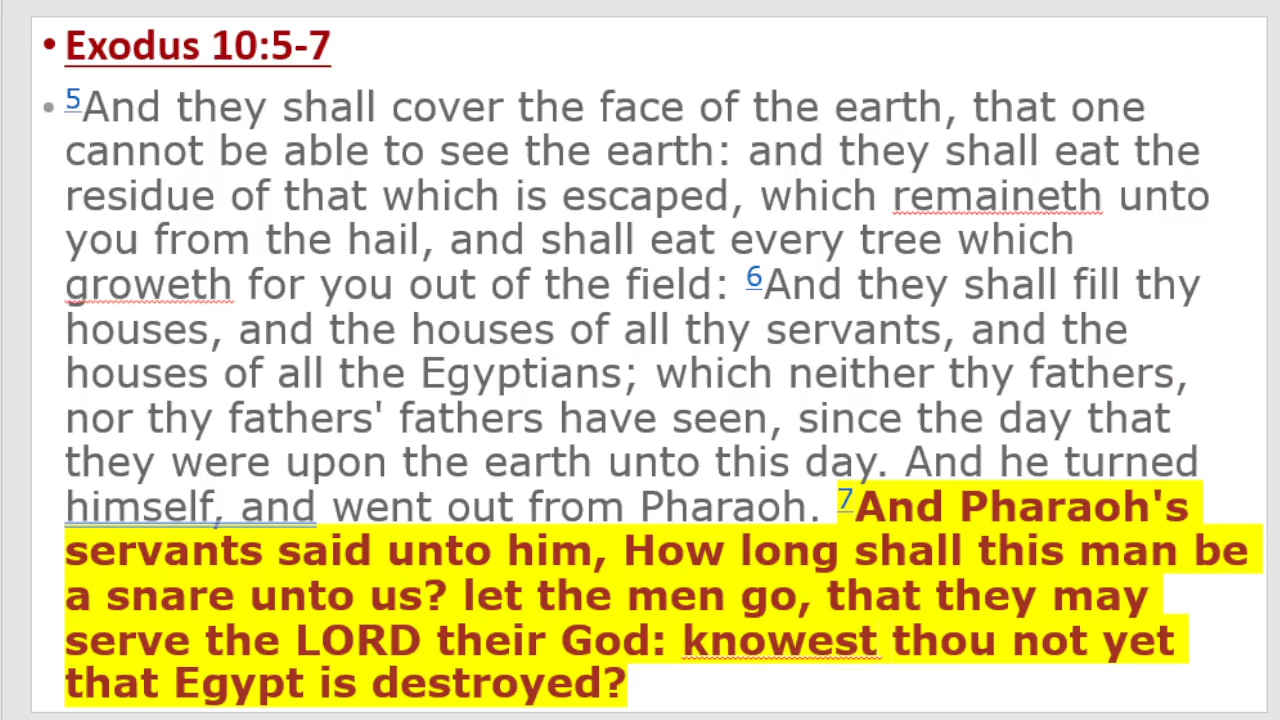 • Exodus 10:5-7
• 5And they shall cover the face of the earth, that one
cannot be able to see the earth: and they shall eat the
residue of that which is escaped, which remaineth unto
you from the hail, and shall eat every tree which
groweth for you out of the field: 6And they shall fill thy
houses, and the houses of all thy servants, and the
houses of all the Egyptians; which neither thy fathers,
nor thy fathers' fathers have seen, since the day that
they were upon the earth unto this day. And he turned
himself, and went out from Pharaoh. 7And Pharaoh's
servants said unto him, How long shall this man be
a snare unto us? let the men go, that they may
serve the LORD their God: knowest thou not yet
that Egypt is destroyed?